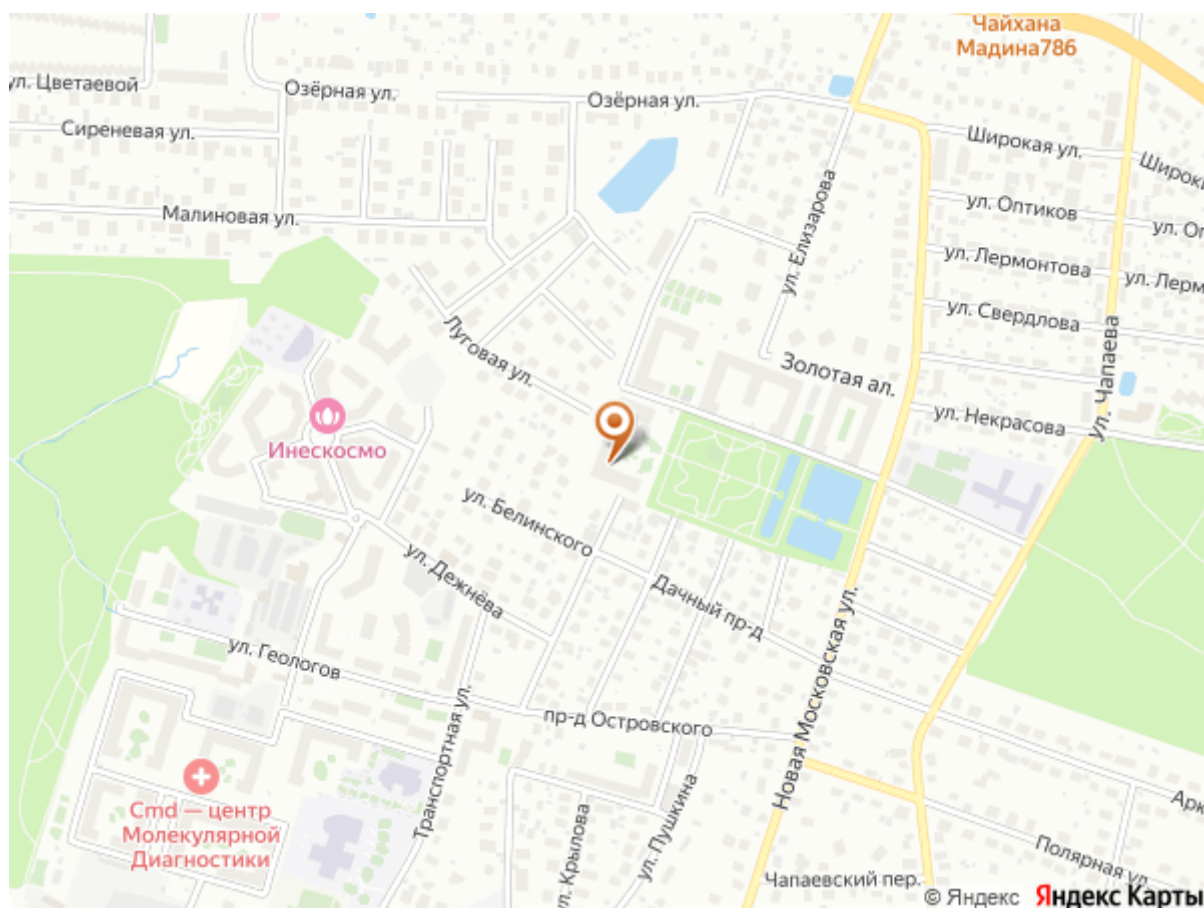 Чайхана
Мадина786
ул. Цветаевой
Озёрная ул.
Озёрная ул.
Сиреневая ул.
Широкая ул.
Широк
Малиновая ул.
ул. Елизарова
ул. Оптиков
ул. Оп
ул. Лермонтова
ул. Лерм
ул. Свердлова
Луговая ул.
Золотая ал.
ул. Чапаева
ул. Некрасова
Инескосмо
ул. Белинского
ул. Дежнёва
Дачный пр-д
Новая Московская ул.
ул. Геологов
пр-д Островского
Транспортная ул.
Cmd — центр
Молекулярной
Диагностики
ул. Крылова
ул. Пушкина
Арк
Полярная ул.
Чапаевский пер.
© Яндекс Яндекс Карты